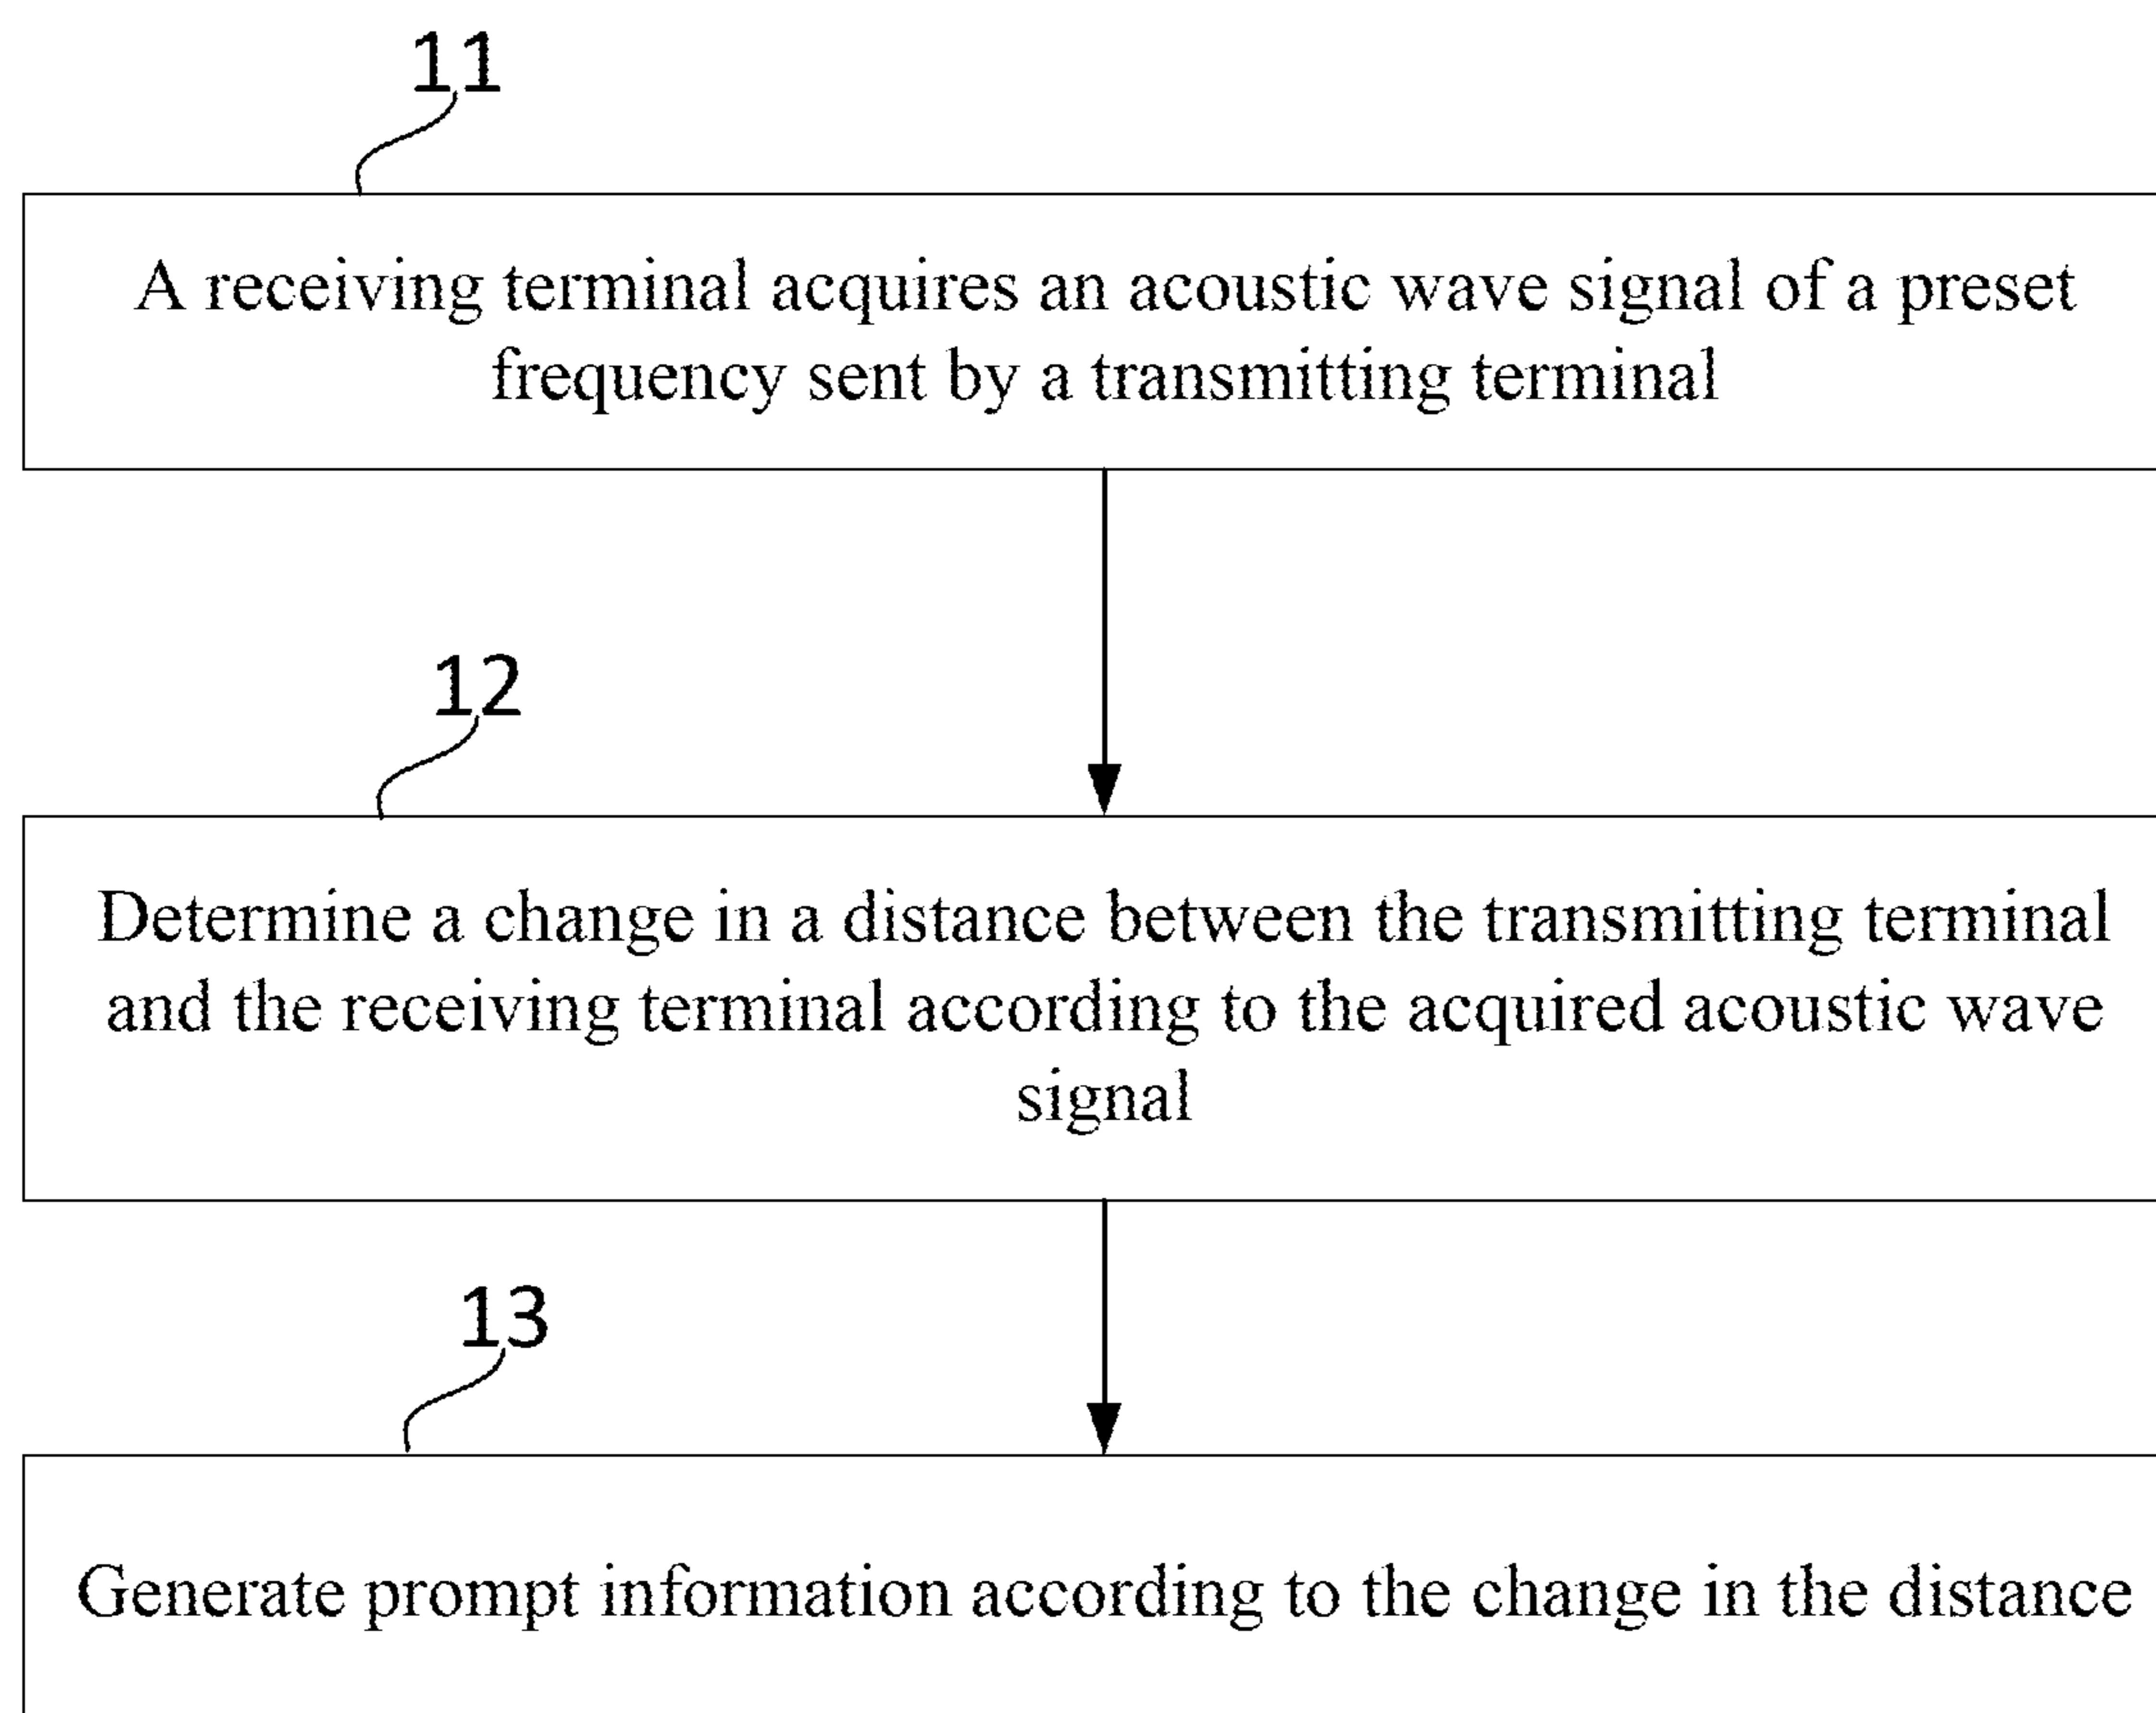 11
A receiving terminal acquires an acoustic wave signal of a preset
frequency sent by a transmitting terminal
12
Determine a change in a distance between the transmitting terminal
and the receiving terminal according to the acquired acoustic wave
signal
13
Generate prompt information according to the change in the distance